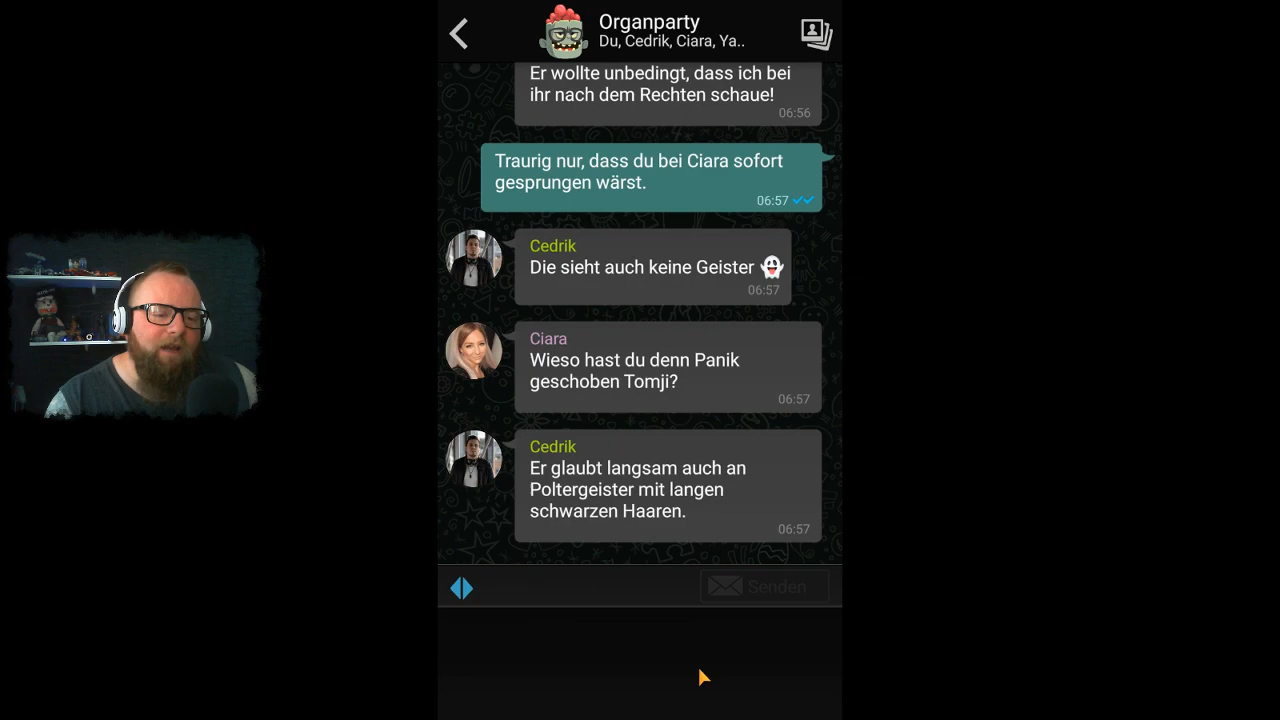 Organparty
Du, Cedrik, Ciara, Ya..
Er wollte unbedingt, dass ich bei
ihr nach dem Rechten schaue!
06:56
Traurig nur, dass du bei Ciara sofort
gesprungen wärst.
06:57
Cedrik
Die sieht auch keine Geister 👻
06:57
Ciara
Wieso hast du denn Panik
geschoben Tomji?
06:57
Cedrik
Er glaubt langsam auch an
Poltergeister mit langen
schwarzen Haaren.
06:57
Senden